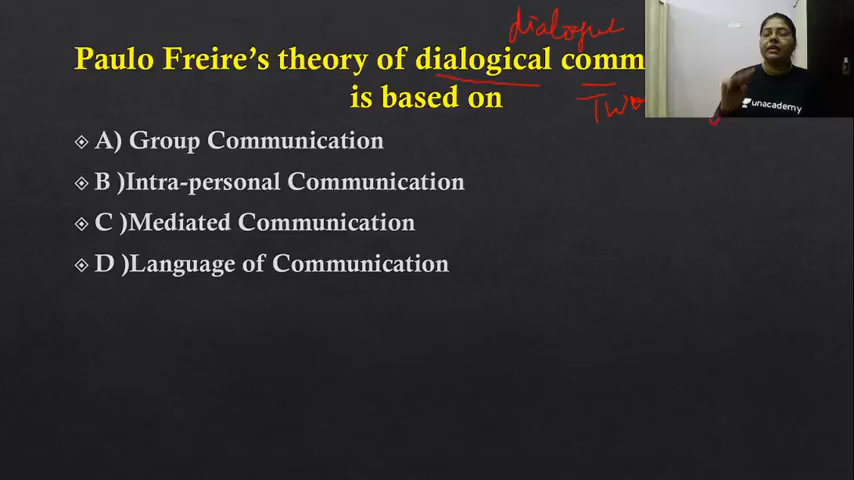 dialogue
Paulo Freire's theory of dialogical comm
is based on
Two
A) Group Communication
B )Intra-personal Communication
C )Mediated Communication
D )Language of Communication
unacademy